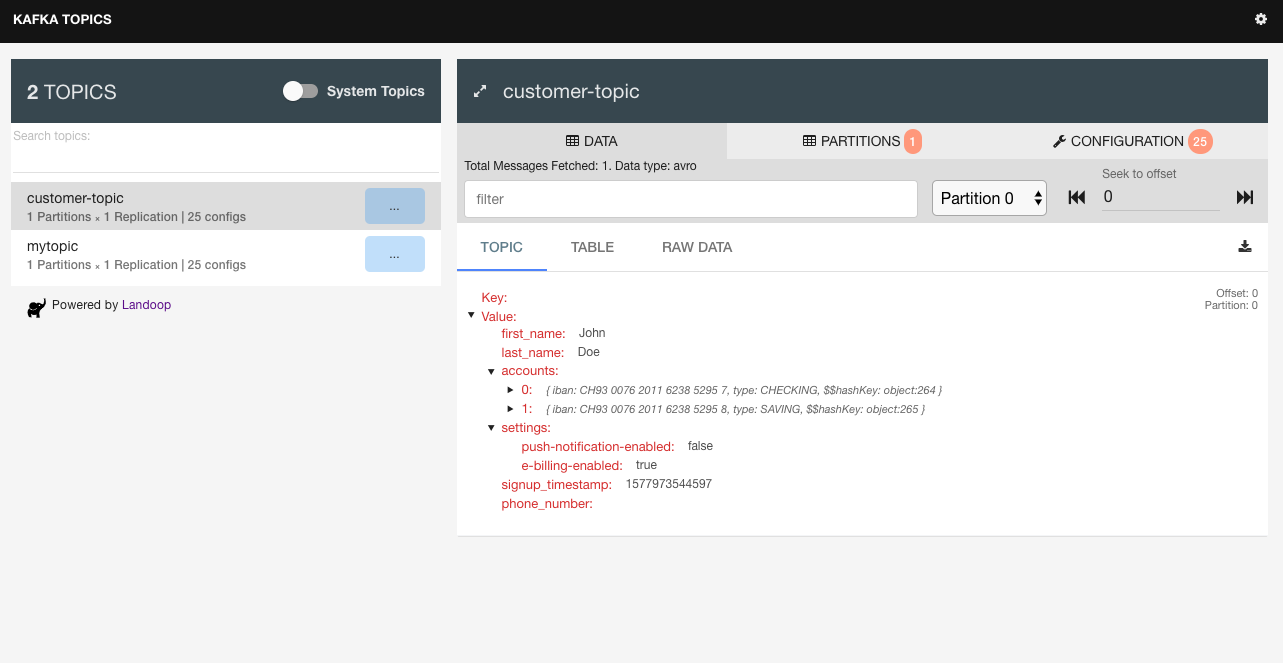 KAFKA TOPICS
2 TOPICS
System Topics
Search topics:
customer-topic
1 Partitions × 1 Replication | 25 configs
...
mytopic
1 Partitions × 1 Replication | 25 configs
...
Powered by Landoop
customer-topic
DATA
PARTITIONS 1
CONFIGURATION 25
Total Messages Fetched: 1. Data type: avro
filter
Partition 0
Seek to offset
0
TOPIC
TABLE
RAW DATA
Offset: 0
Partition: 0
Key:
Value:
first_name: John
last_name: Doe
accounts:
0: { iban: CH93 0076 2011 6238 5295 7, type: CHECKING, $$hashKey: object:264 }
1: { iban: CH93 0076 2011 6238 5295 8, type: SAVING, $$hashKey: object:265 }
settings:
push-notification-enabled: false
e-billing-enabled: true
signup_timestamp: 1577973544597
phone_number: